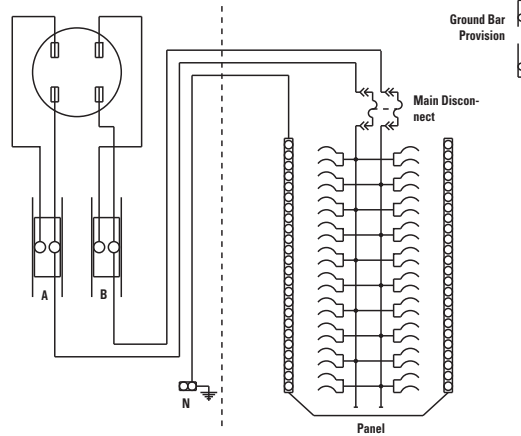 Ground Bar
Provision
Main Discon-
nect
A
B
N
Panel